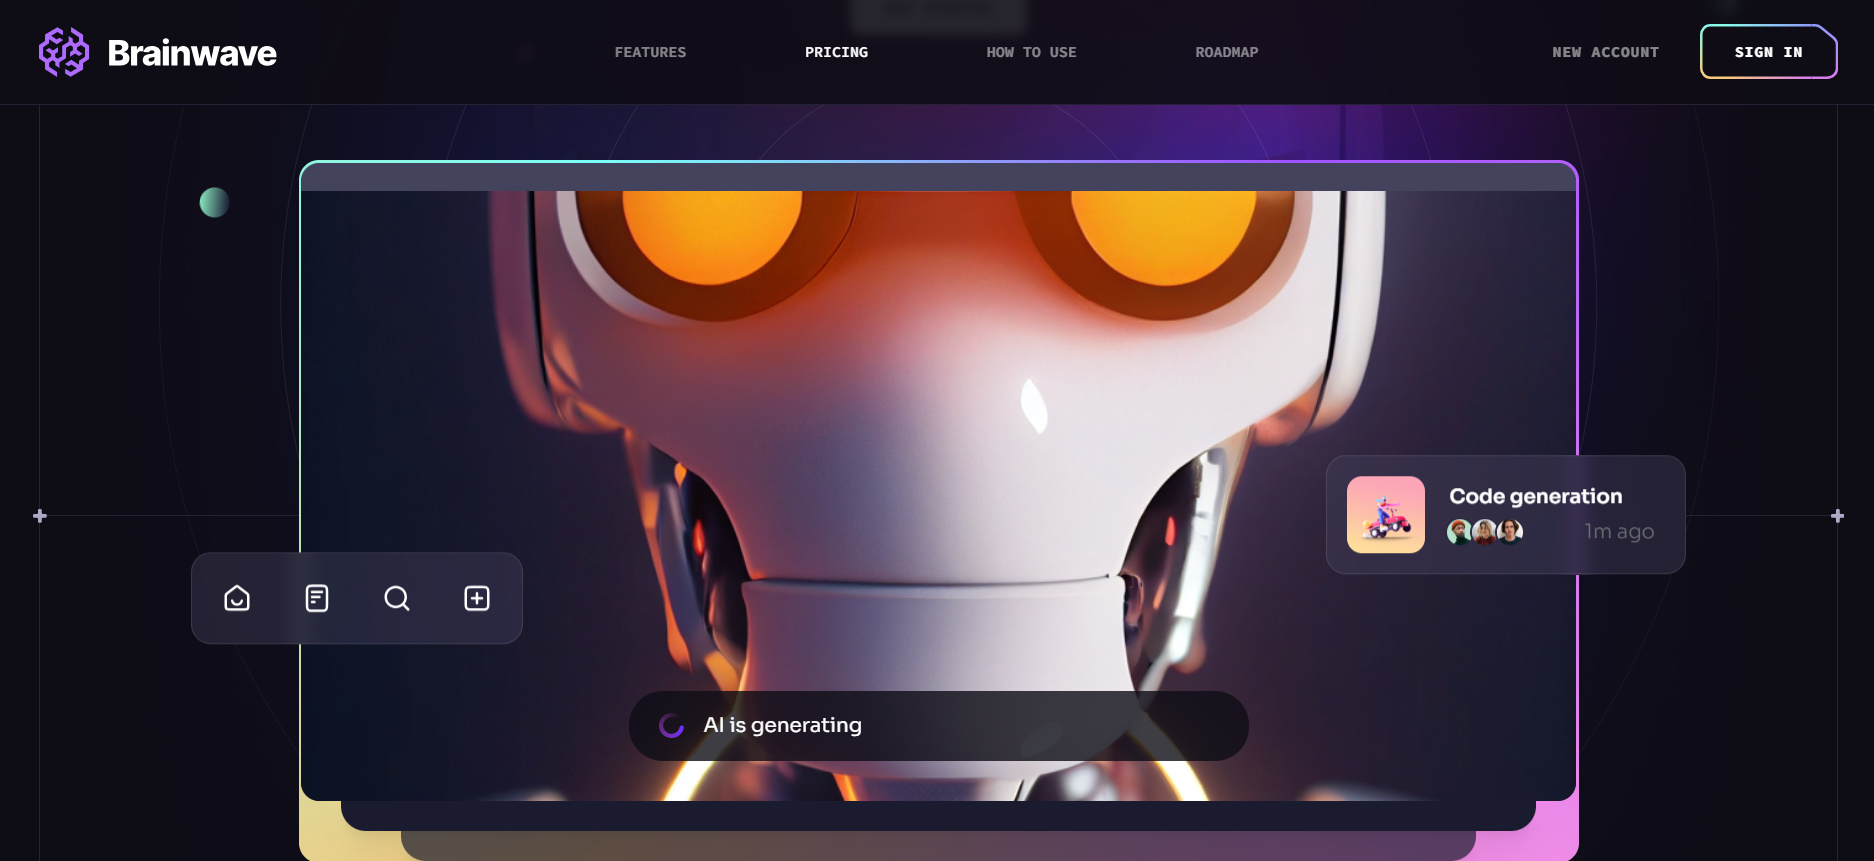 Brainwave
FEATURES
PRICING
HOW TO USE
ROADMAP
NEW ACCOUNT
SIGN IN
Code generation
1m ago
AI is generating